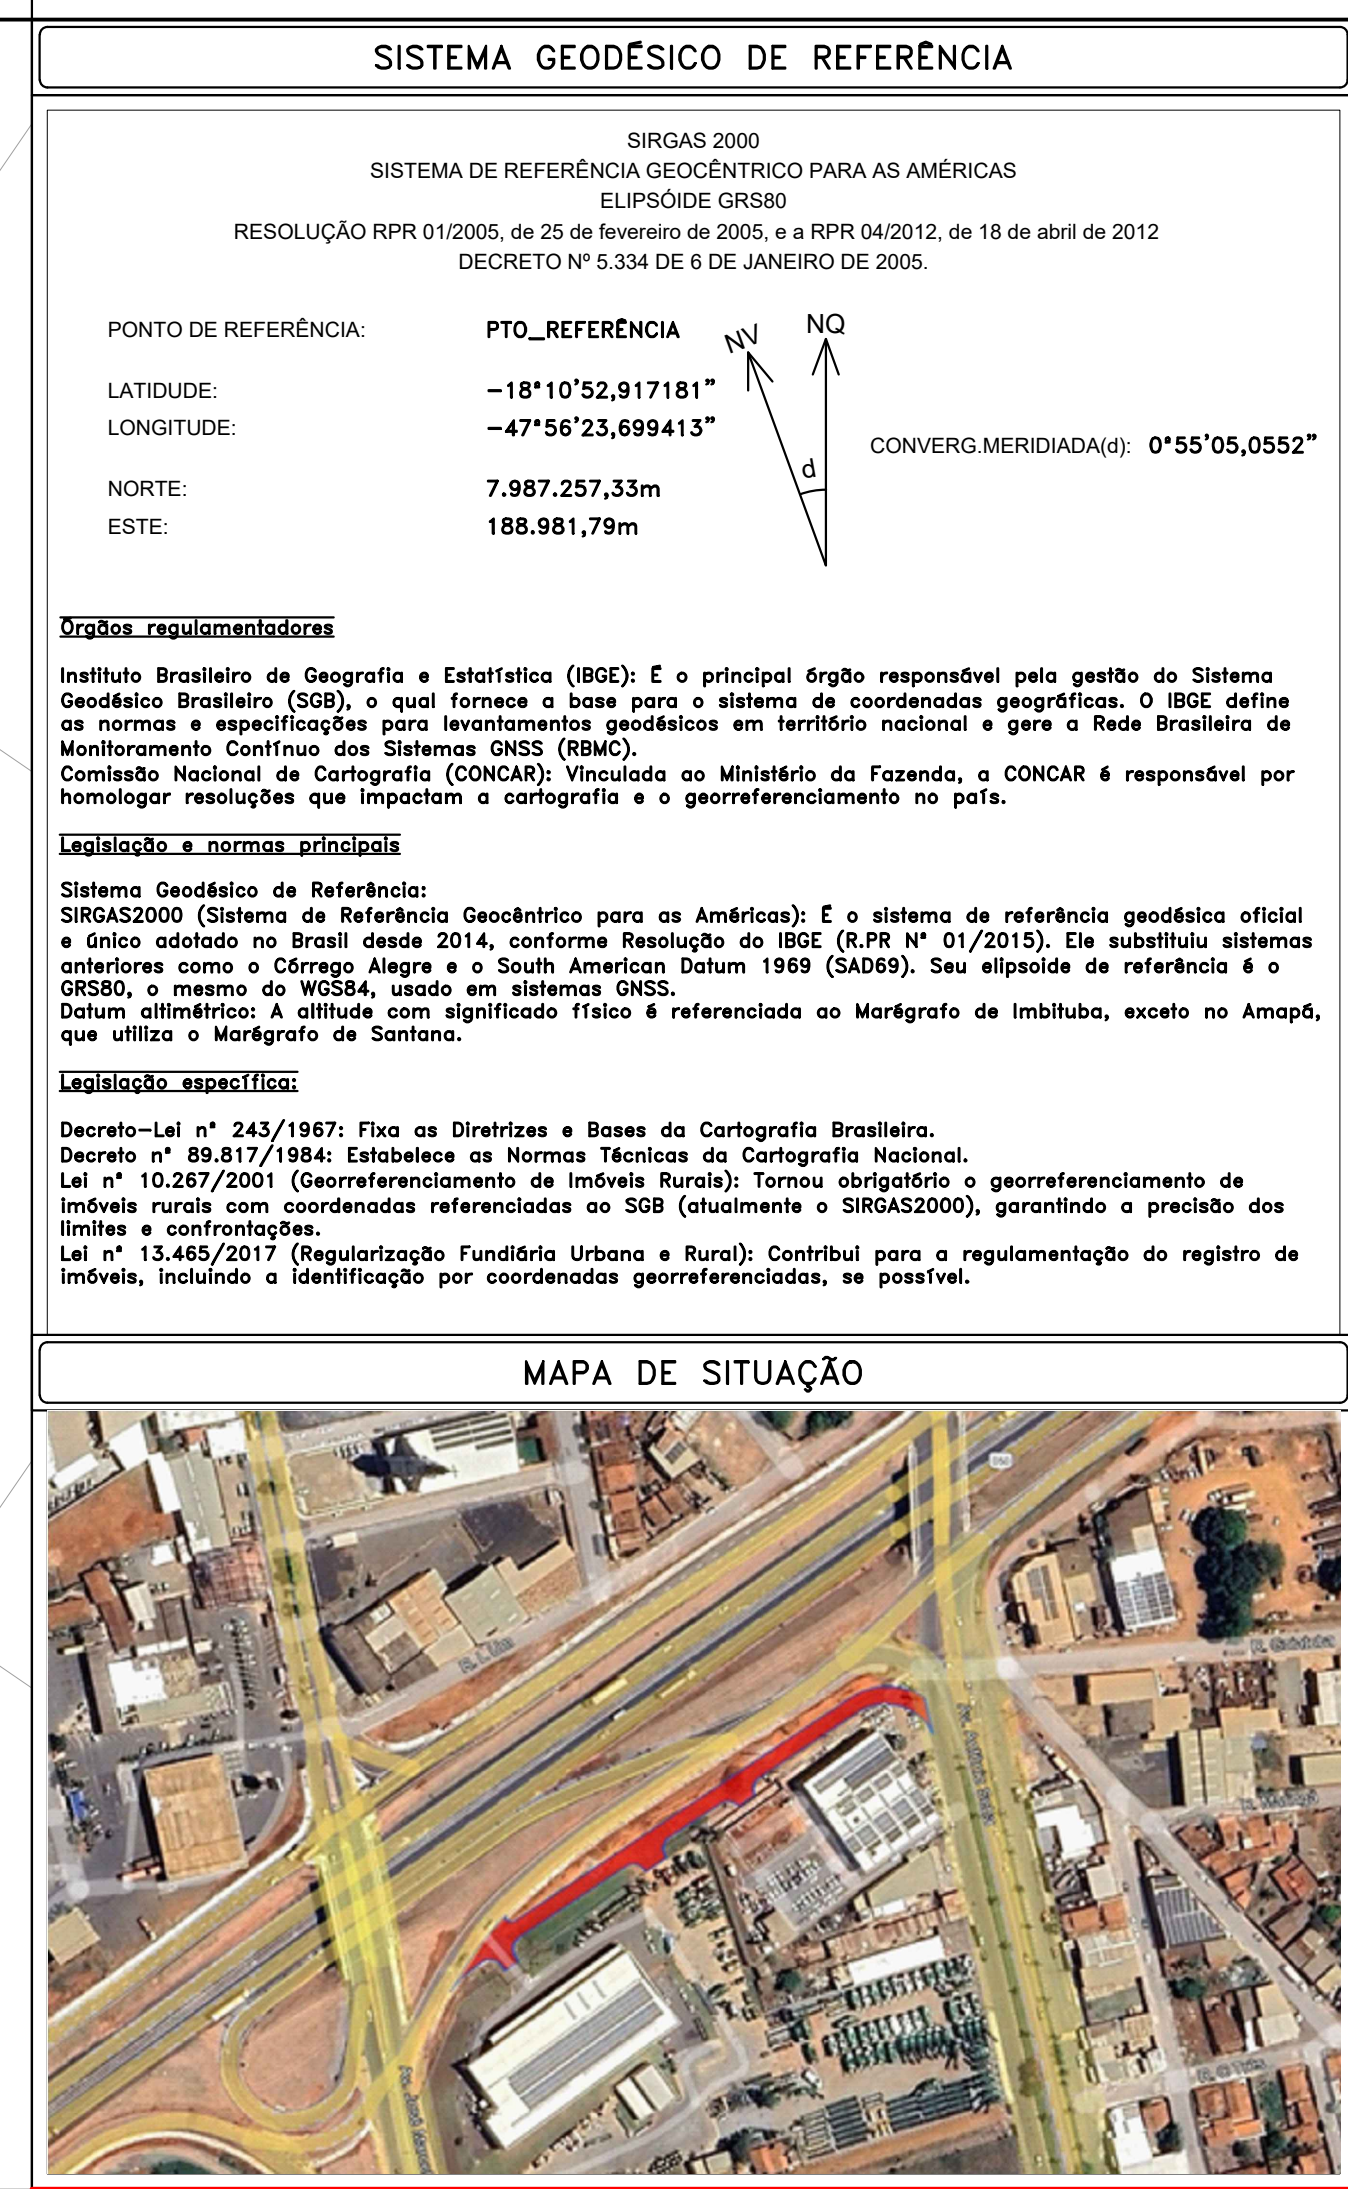 SISTEMA GEODÉSICO DE REFERÊNCIA
SIRGAS 2000
SISTEMA DE REFERÊNCIA GEOCÊNTRICO PARA AS AMÉRICAS
ELIPSÓIDE GRS80
RESOLUÇÃO RPR 01/2005, de 25 de fevereiro de 2005, e a RPR 04/2012, de 18 de abril de 2012
DECRETO Nº 5.334 DE 6 DE JANEIRO DE 2005.
PONTO DE REFERÊNCIA: PTO_REFERÊNCIA
LATIDUDE: -18°10'52,917181"
LONGITUDE: -47°56'23,699413"
NORTE: 7.987.257,33m
ESTE: 188.981,79m
NV NQ
d
CONVERG.MERIDIADA(d): 0°55'05,0552"
Órgãos regulamentadores
Instituto Brasileiro de Geografia e Estatística (IBGE): É o principal órgão responsável pela gestão do Sistema
Geodésico Brasileiro (SGB), o qual fornece a base para o sistema de coordenadas geográficas. O IBGE define
as normas e especificações para levantamentos geodésicos em território nacional e gere a Rede Brasileira de
Monitoramento Contínuo dos Sistemas GNSS (RBMC).
Comissão Nacional de Cartografia (CONCAR): Vinculada ao Ministério da Fazenda, a CONCAR é responsável por
homologar resoluções que impactam a cartografia e o georreferenciamento no país.
Legislação e normas principais
Sistema Geodésico de Referência:
SIRGAS2000 (Sistema de Referência Geocêntrico para as Américas): É o sistema de referência geodésica oficial
e único adotado no Brasil desde 2014, conforme Resolução do IBGE (R.PR N° 01/2015). Ele substituiu sistemas
anteriores como o Córrego Alegre e o South American Datum 1969 (SAD69). Seu elipsoide de referência é o
GRS80, o mesmo do WGS84, usado em sistemas GNSS.
Datum altimétrico: A altitude com significado físico é referenciada ao Marégrafo de Imbituba, exceto no Amapá,
que utiliza o Marégrafo de Santana.
Legislação específica:
Decreto-Lei n° 243/1967: Fixa as Diretrizes e Bases da Cartografia Brasileira.
Decreto n° 89.817/1984: Estabelece as Normas Técnicas da Cartografia Nacional.
Lei n° 10.267/2001 (Georreferenciamento de Imóveis Rurais): Tornou obrigatório o georreferenciamento de
imóveis rurais com coordenadas referenciadas ao SGB (atualmente o SIRGAS2000), garantindo a precisão dos
limites e confrontações.
Lei n° 13.465/2017 (Regularização Fundiária Urbana e Rural): Contribui para a regulamentação do registro de
imóveis, incluindo a identificação por coordenadas georreferenciadas, se possível.
MAPA DE SITUAÇÃO
050